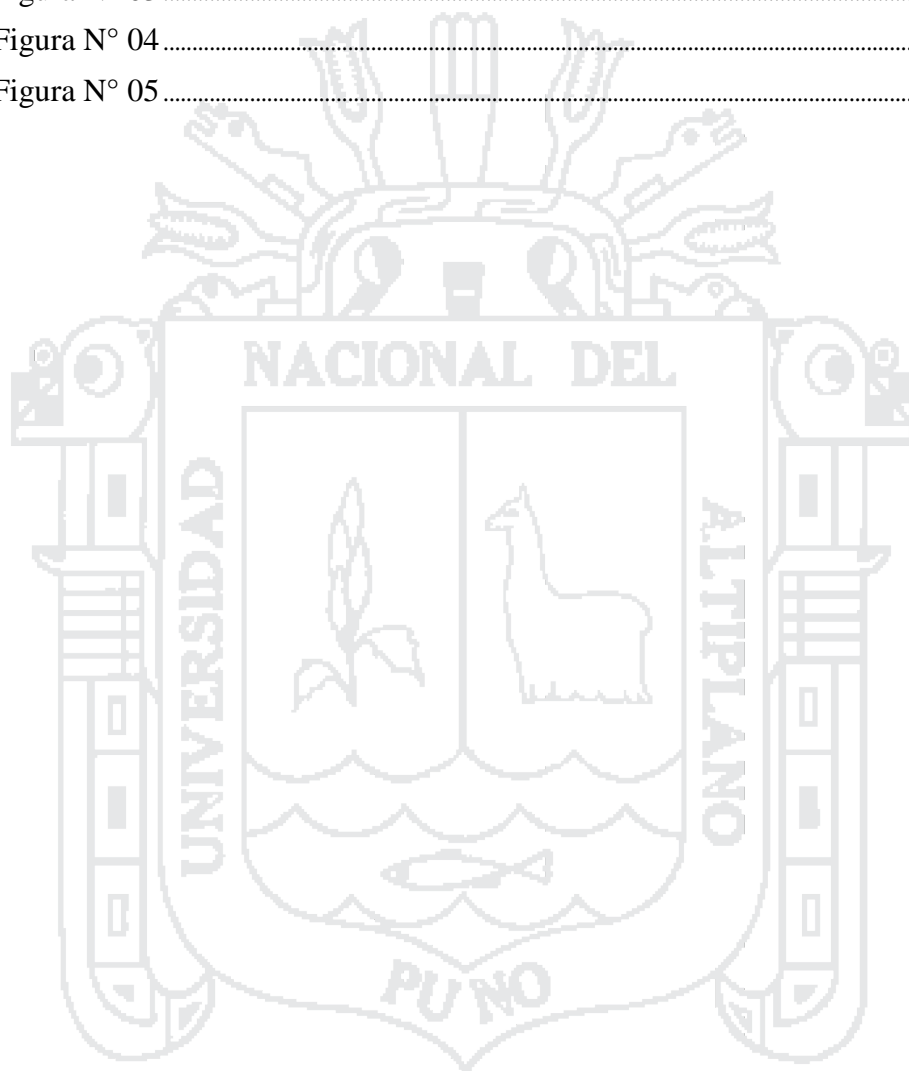 Figura N° 04
Figura N° 05
NACIONAL DEL
UNIVERSIDAD
ALTIPLANO
PUNO